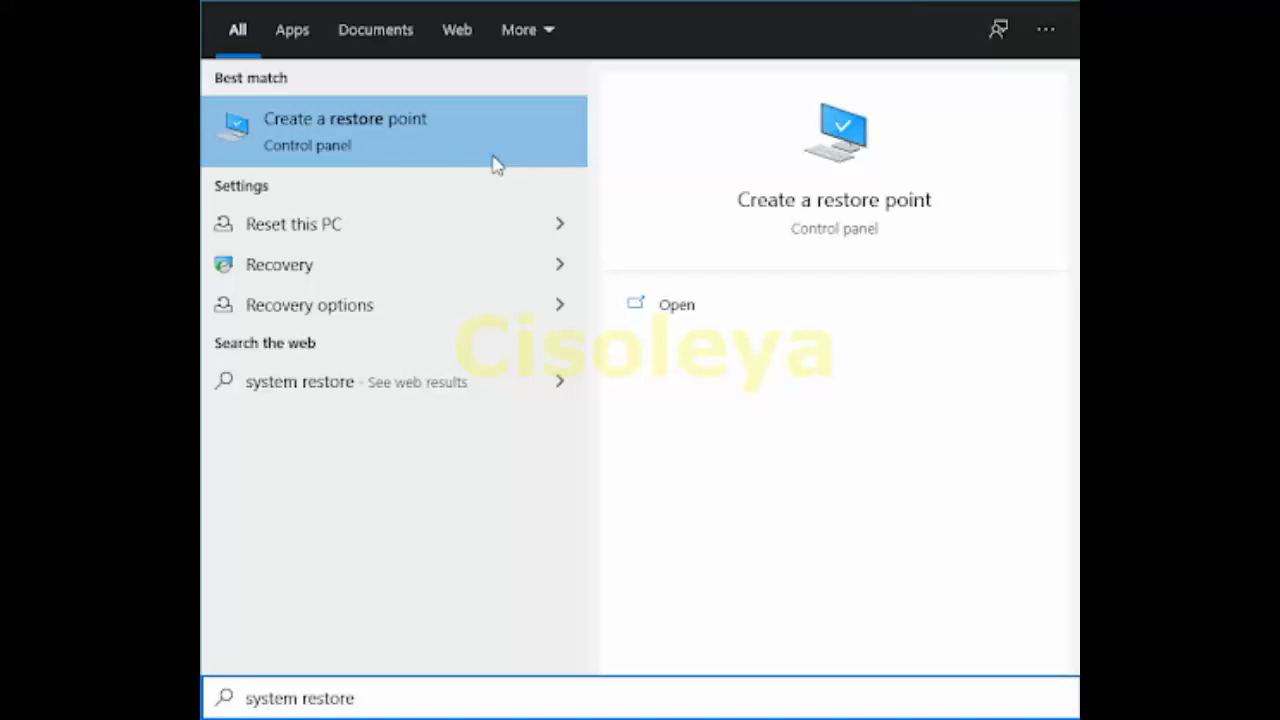 All Apps Documents Web More
Best match
Create a restore point
Control panel
Settings
Reset this PC
Recovery
Recovery options
Search the web
system restore - See web results
Create a restore point
Control panel
Open
Cisoleya
system restore